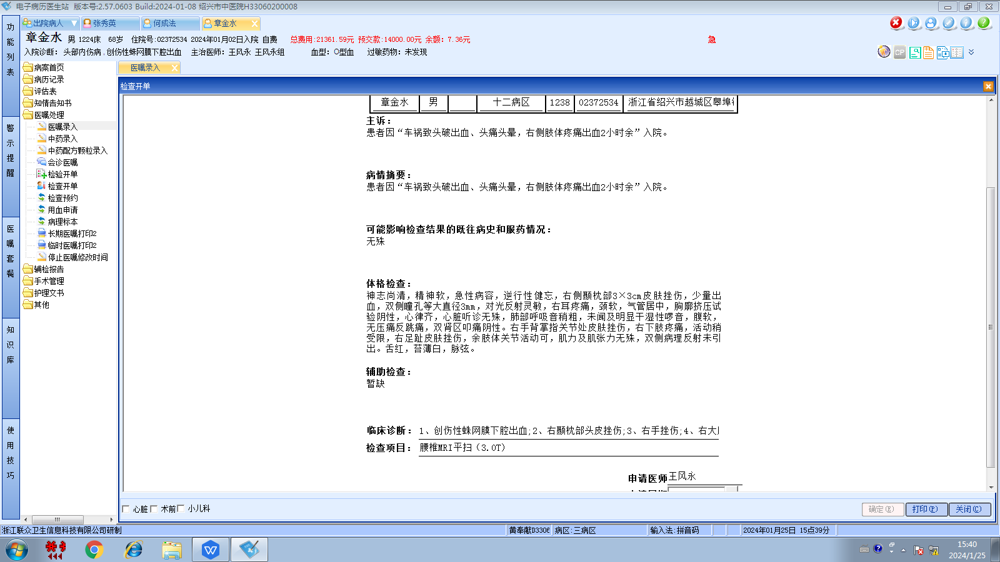 电子病历医生站 版本号:2.57.0603 Build:2024-01-08 绍兴市中医院H33060200008
出院病人 张秀英 何成法 章金水
章金水 男 1224床 68岁 住院号:02372534 2024年01月02日入院 自费 总费用:21361.59元 预交款:14000.00元 余额: 7.36元 急
入院诊断: 头部内伤病,创伤性蛛网膜下腔出血 主治医师: 王风永 王风永组 血型: O型血 过敏药物: 未发现
功能列表
警示提醒
医嘱套餐
知识库
使用技巧
病案首页
病历记录
评估表
知情告知书
医嘱处理
医嘱录入
中药录入
中药配方颗粒录入
会诊医嘱
检验开单
检查开单
检查预约
用血申请
病理标本
长期医嘱打印2
临时医嘱打印2
停止医嘱修改时间
辅检报告
手术管理
护理文书
其他
医嘱录入
检查开单
章金水 男 十二病区 1238 02372534 浙江省绍兴市越城区皋埠
主诉:
患者因“车祸致头破出血、头痛头晕，右侧肢体疼痛出血2小时余”入院。
病情摘要:
患者因“车祸致头破出血、头痛头晕，右侧肢体疼痛出血2小时余”入院。
可能影响检查结果的既往病史和服药情况:
无殊
体格检查:
神志尚清，精神软，急性病容，逆行性健忘，右侧颞枕部3×3cm皮肤挫伤，少量出
血，双侧瞳孔等大直径3mm，对光反射灵敏，右耳疼痛，颈软，气管居中，胸廓挤压试
验阴性，心律齐，心脏听诊无殊，肺部呼吸音稍粗，未闻及明显干湿性啰音，腹软，
无压痛反跳痛，双肾区叩痛阴性。右手背掌指关节处皮肤挫伤，右下肢疼痛，活动稍
受限，右足趾皮肤挫伤，余肢体关节活动可，肌力及肌张力无殊，双侧病理反射未引
出。舌红，苔薄白，脉弦。
辅助检查:
暂缺
临床诊断: 1、创伤性蛛网膜下腔出血;2、右颞枕部头皮挫伤;3、右手挫伤;4、右大
检查项目: 腰椎MRI平扫（3.0T）
申请医师 王风永
心脏 术前 小儿科
确定(E) 打印(P) 关闭(C)
浙江联众卫生信息科技有限公司研制 黄奉献D3306 病区:三病区 输入法:拼音码 2024年01月25日 15点39分
15:40
2024/1/25